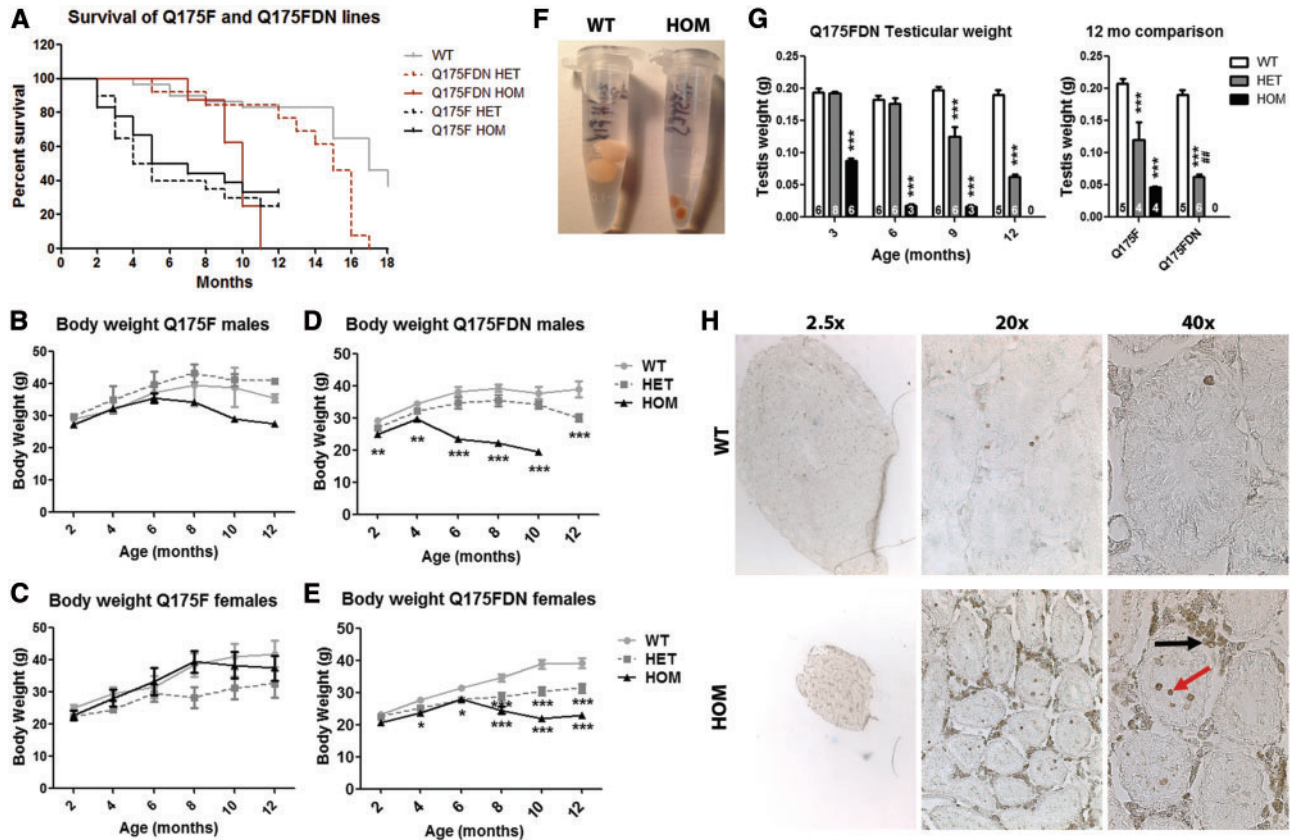 A
Survival of Q175F and Q175FDN lines
Percent survival
120
100
80
60
40
20
0
0 2 4 6 8 10 12 14 16 18
Months
WT
Q175FDN HET
Q175FDN HOM
Q175F HET
Q175F HOM
B
Body weight Q175F males
Body Weight (g)
50
40
30
20
10
0
2 4 6 8 10 12
Age (months)
D
Body weight Q175FDN males
Body Weight (g)
50
40
30
20
10
0
** ** *** *** *** ***
2 4 6 8 10 12
Age (months)
WT
HET
HOM
C
Body weight Q175F females
Body Weight (g)
50
40
30
20
10
0
2 4 6 8 10 12
Age (months)
E
Body weight Q175FDN females
Body Weight (g)
50
40
30
20
10
0
*** *** ***
* * *** *** ***
2 4 6 8 10 12
Age (months)
WT
HET
HOM
F
WT HOM
G
Q175FDN Testicular weight
Testis weight (g)
0.25
0.20
0.15
0.10
0.05
0.00
*** *** *** *** ***
6 8 6 6 6 3 6 6 3 5 6 0
3 6 9 12
Age (months)
12 mo comparison
Testis weight (g)
0.25
0.20
0.15
0.10
0.05
0.00
*** *** *** ##
5 4 4 5 6 0
Q175F Q175FDN
WT
HET
HOM
H
2.5x 20x 40x
WT
HOM